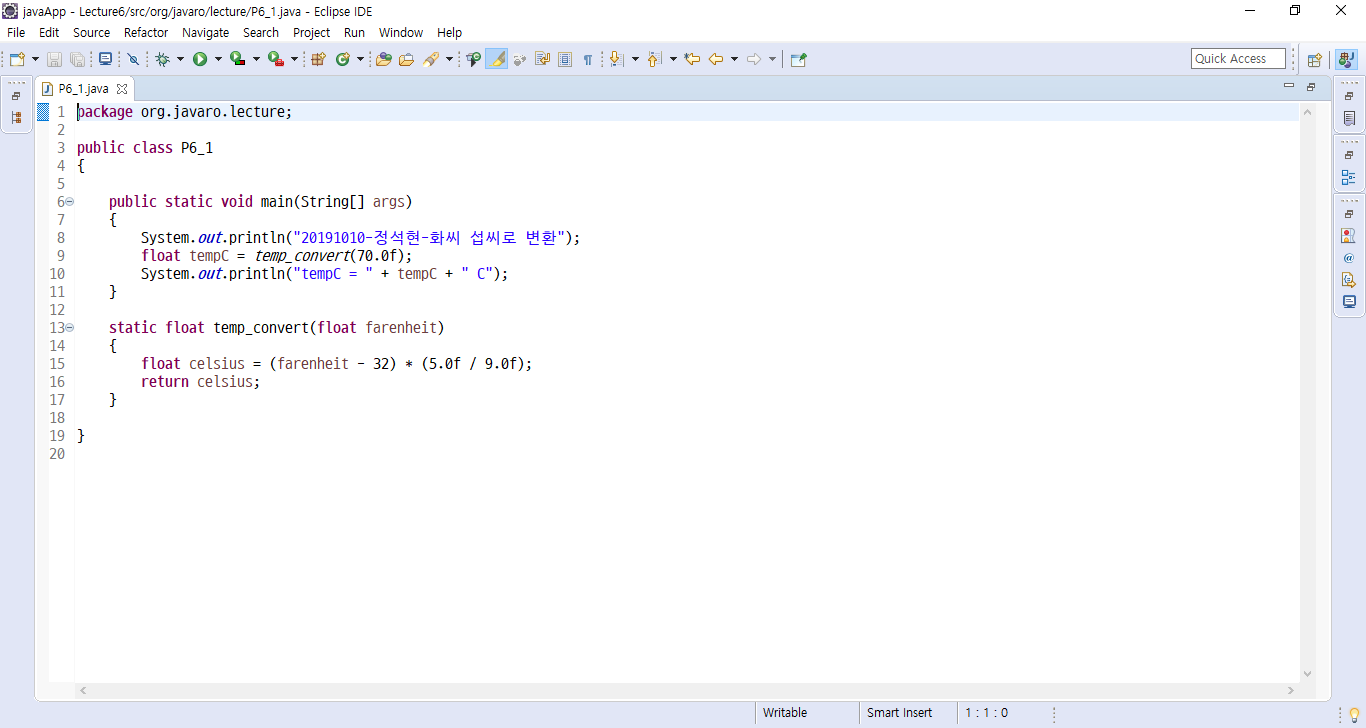 javaApp - Lecture6/src/org/javaro/lecture/P6_1.java - Eclipse IDE
File Edit Source Refactor Navigate Search Project Run Window Help
Quick Access
P6_1.java
1 package org.javaro.lecture;
2
3 public class P6_1
4 {
5
6 public static void main(String[] args)
7 {
8 System.out.println("20191010-정석현-화씨 섭씨로 변환");
9 float tempC = temp_convert(70.0f);
10 System.out.println("tempC = " + tempC + " C");
11 }
12
13 static float temp_convert(float farenheit)
14 {
15 float celsius = (farenheit - 32) * (5.0f / 9.0f);
16 return celsius;
17 }
18
19 }
20
Writable Smart Insert 1 : 1 : 0